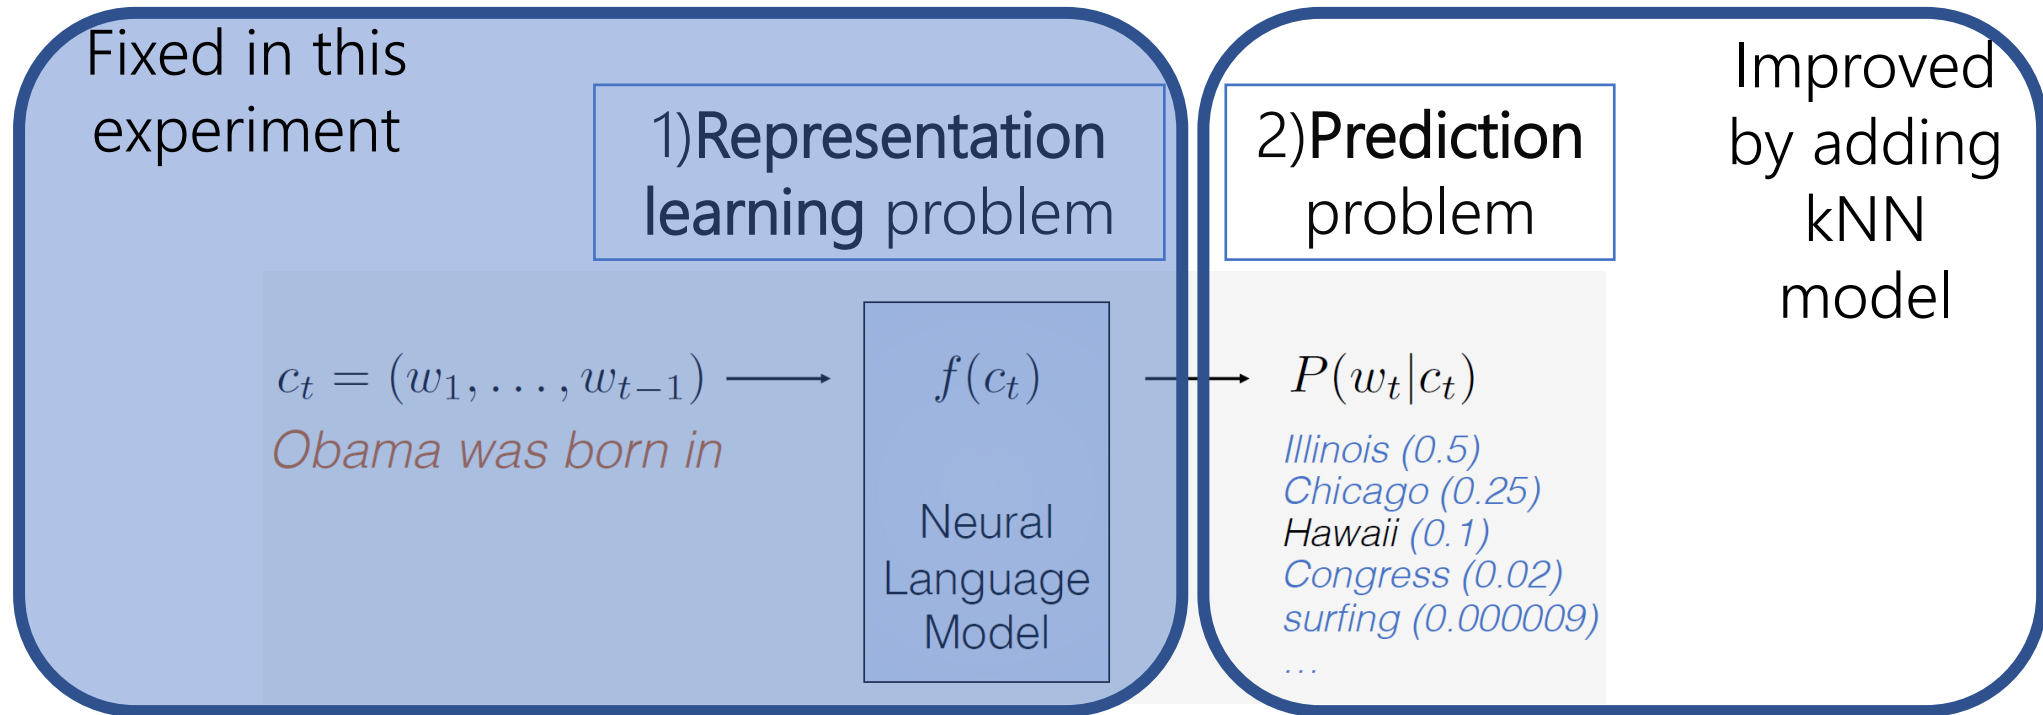 Fixed in this
experiment
1)Representation
learning problem
2)Prediction
problem
Improved
by adding
kNN
model
c_t = (w_1, . . . , w_{t−1})
Obama was born in
f(c_t)
Neural
Language
Model
P(w_t|c_t)
Illinois (0.5)
Chicago (0.25)
Hawaii (0.1)
Congress (0.02)
surfing (0.000009)
...